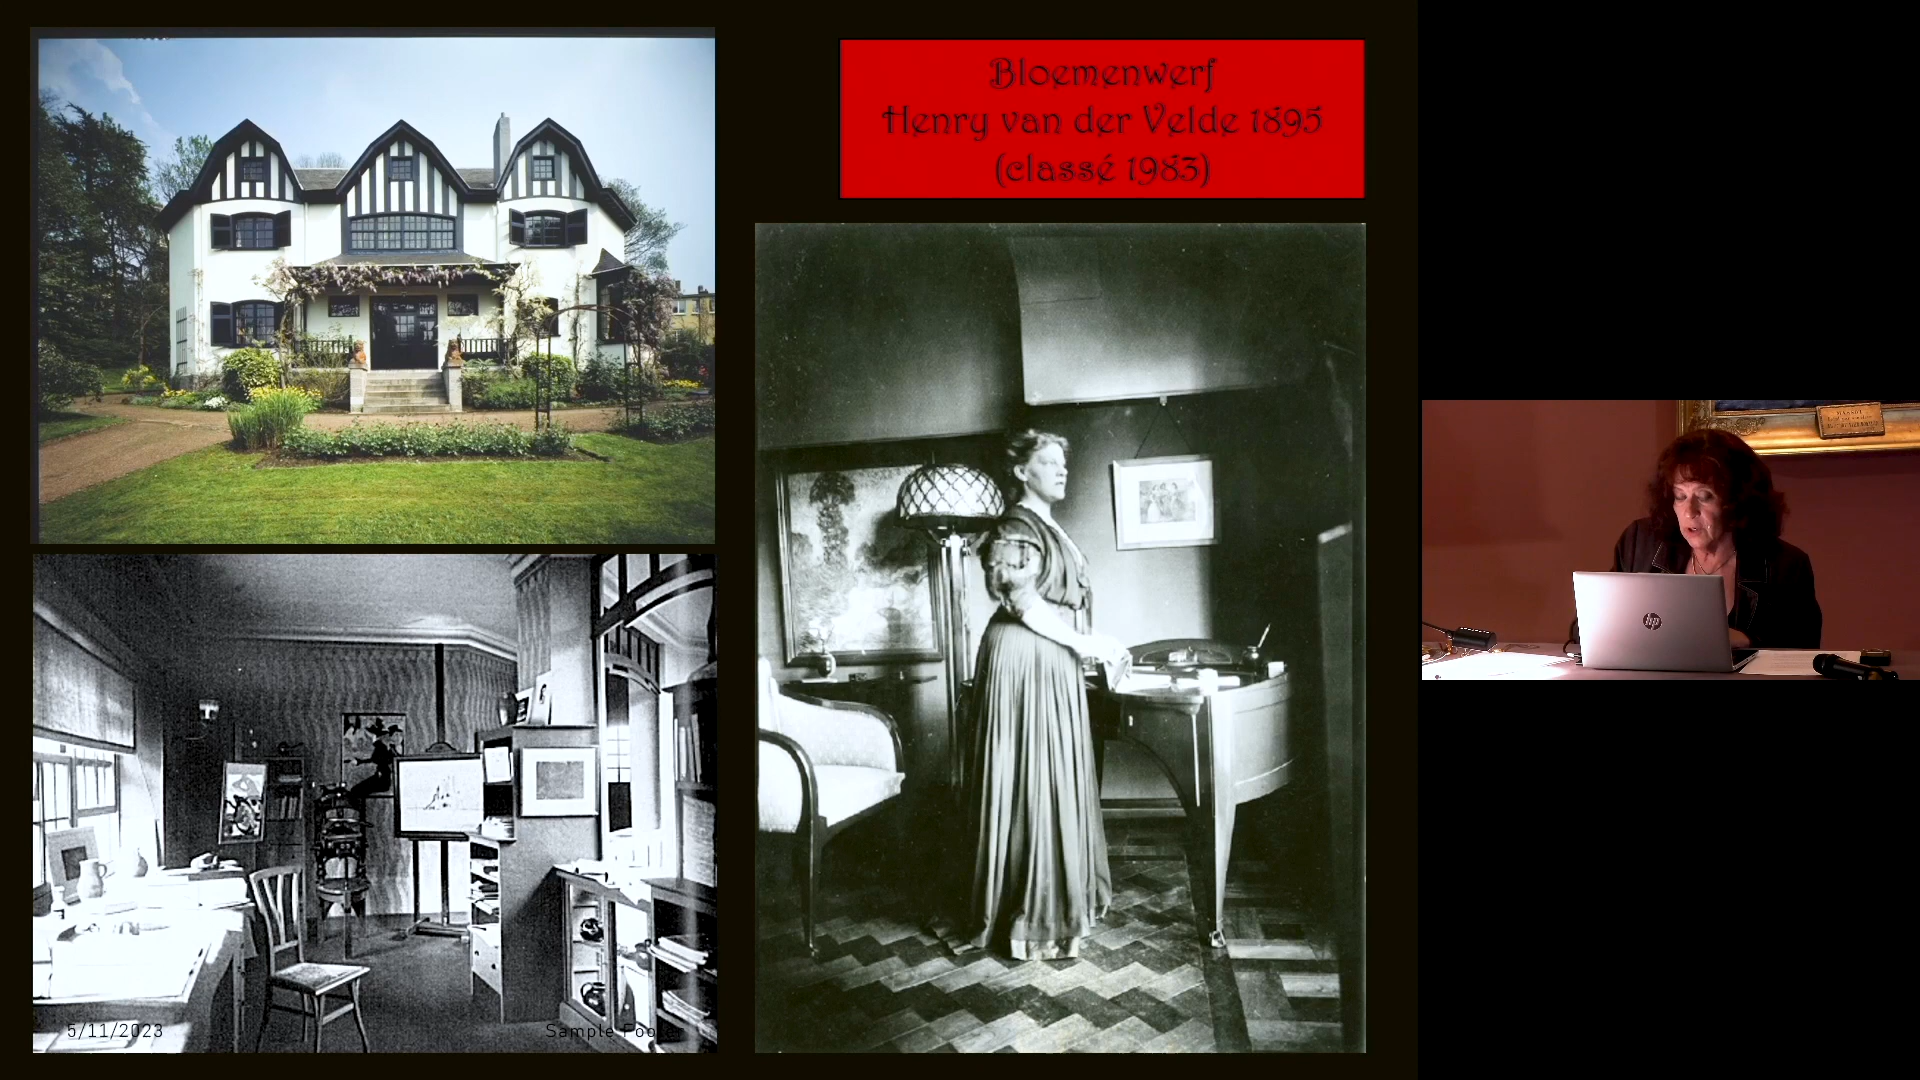 Bloemenwerf
Henry van der Velde 1895
(classé 1983)
hp
5/11/2023
Sample Footer